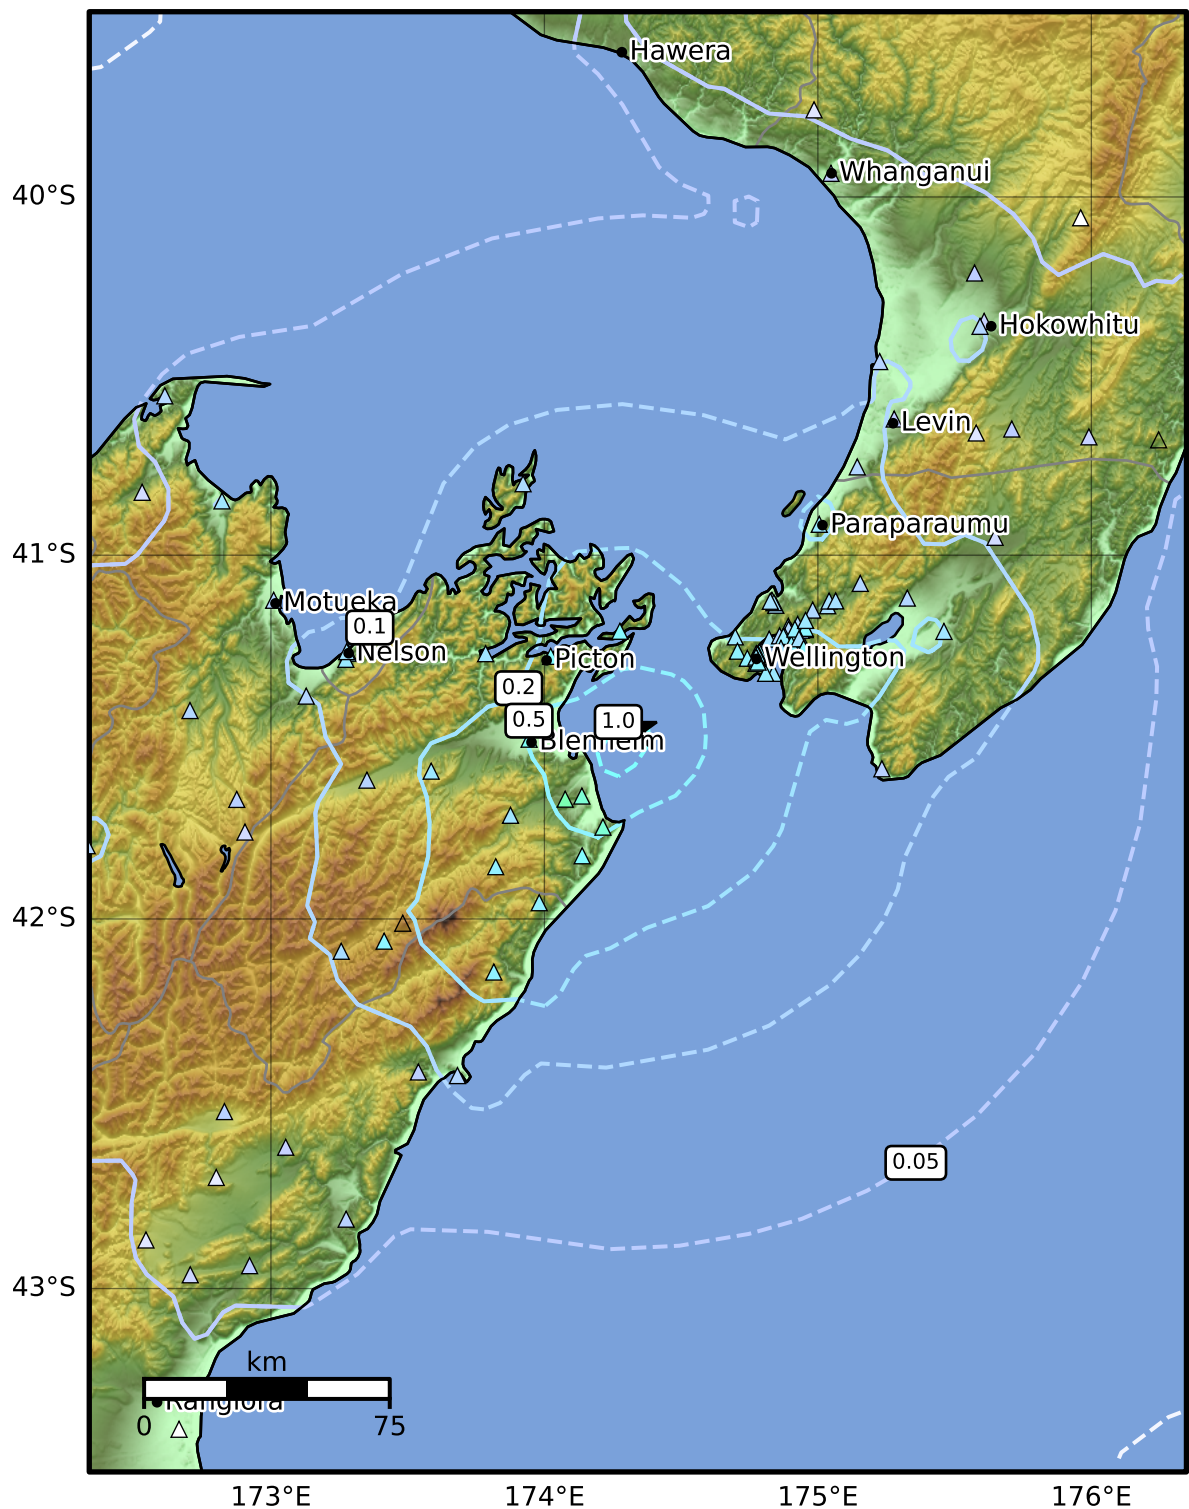 Hawera
Whanganui
40°S
Hokowhitu
Levin
Paraparaumu
41°S
Motueka
0.1
Nelson
Picton
Wellington
0.2
0.5
1.0
Blenheim
42°S
0.05
43°S
km
Rangiora
0
75
173°E
174°E
175°E
176°E